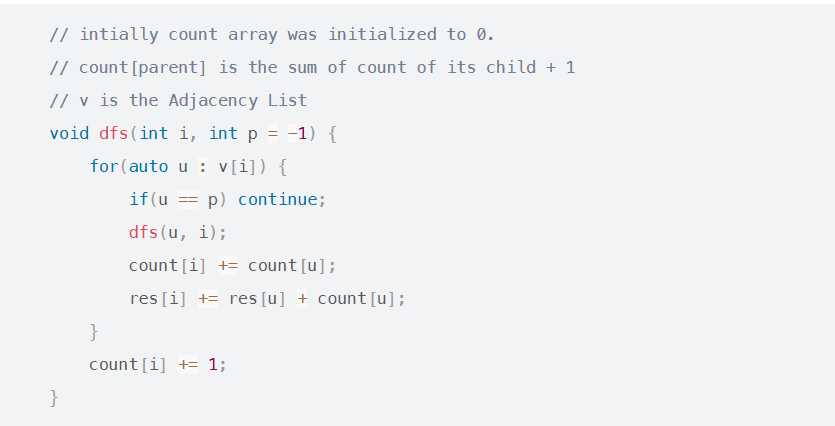 // intially count array was initialized to 0.
// count[parent] is the sum of count of its child + 1
// v is the Adjacency List
void dfs(int i, int p = -1) {
    for(auto u : v[i]) {
        if(u == p) continue;
        dfs(u, i);
        count[i] += count[u];
        res[i] += res[u] + count[u];
    }
    count[i] += 1;
}